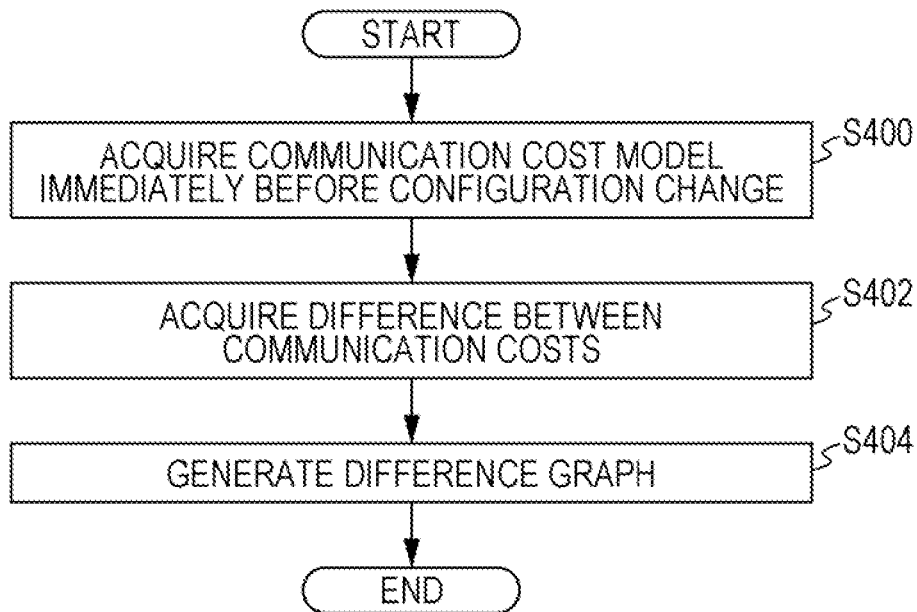 START
ACQUIRE COMMUNICATION COST MODEL
IMMEDIATELY BEFORE CONFIGURATION CHANGE
S400
ACQUIRE DIFFERENCE BETWEEN
COMMUNICATION COSTS
S402
GENERATE DIFFERENCE GRAPH
S404
END